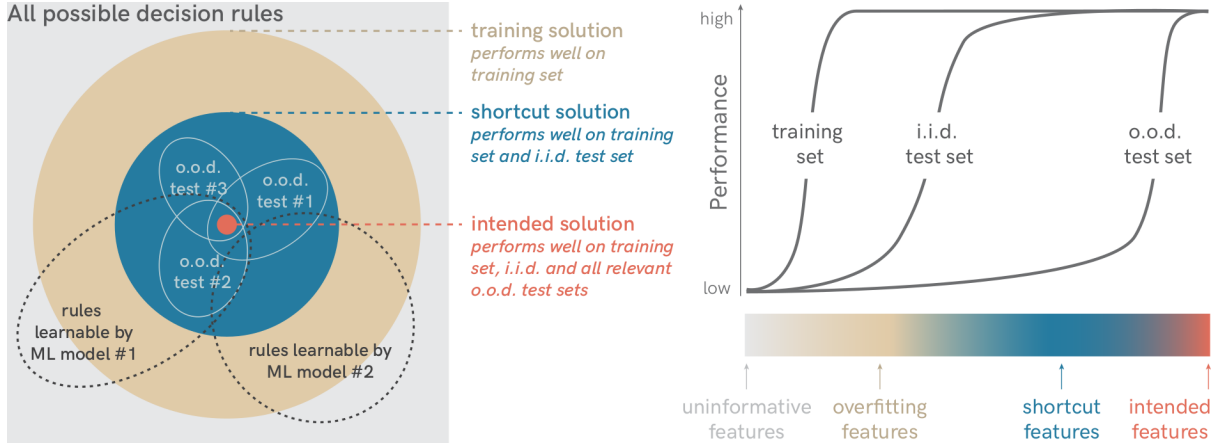 All possible decision rules
training solution
performs well on
training set
shortcut solution
performs well on training
set and i.i.d. test set
intended solution
performs well on training
set, i.i.d. and all relevant
o.o.d. test sets
o.o.d.
test #3
o.o.d.
test #1
o.o.d.
test #2
rules
learnable by
ML model #1
rules learnable by
ML model #2
high
Performance
low
training
set
i.i.d.
test set
o.o.d.
test set
uninformative
features
overfitting
features
shortcut
features
intended
features